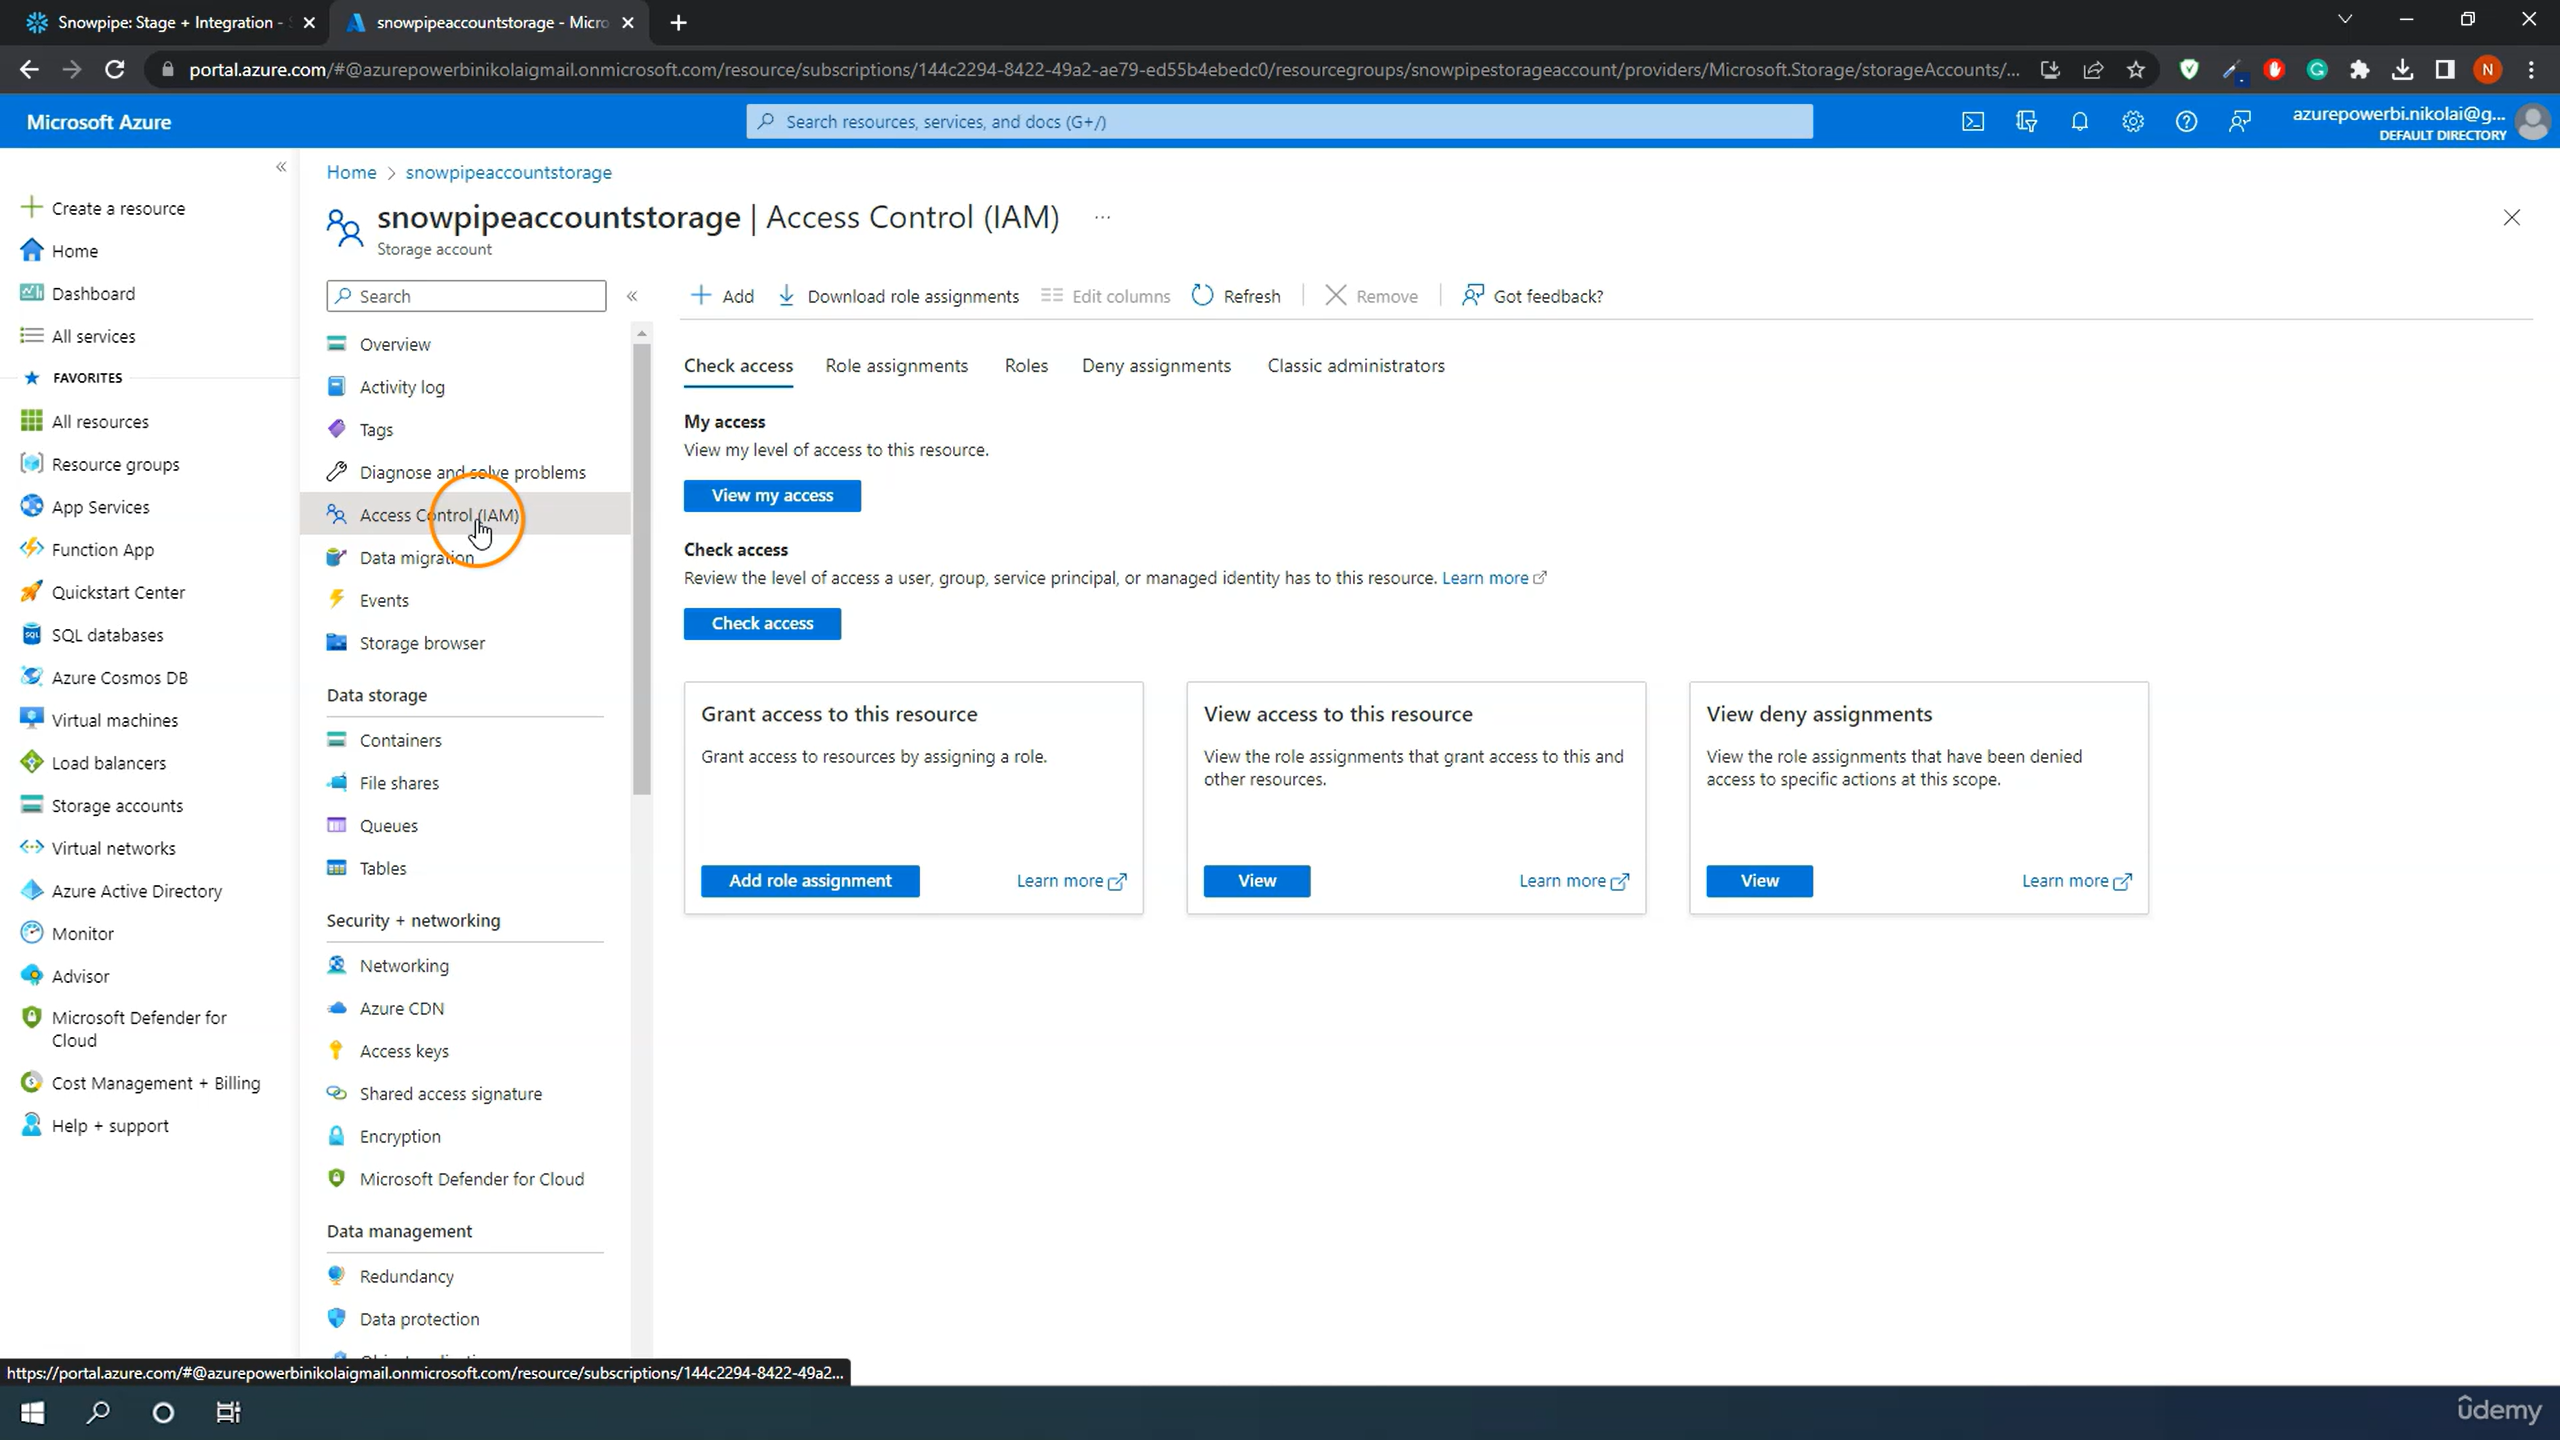 Snowpipe: Stage + Integration -
snowpipeaccountstorage - Micro
portal.azure.com/#@azurepowerbinikolaigmail.onmicrosoft.com/resource/subscriptions/144c2294-8422-49a2-ae79-ed55b4ebedc0/resourcegroups/snowpipestorageaccount/providers/Microsoft.Storage/storageAccounts/...
N
Microsoft Azure
Search resources, services, and docs (G+/)
azurepowerbi.nikolai@g...
DEFAULT DIRECTORY
Home > snowpipeaccountstorage
snowpipeaccountstorage | Access Control (IAM) ...
Storage account
Create a resource
Home
Dashboard
All services
FAVORITES
All resources
Resource groups
App Services
Function App
Quickstart Center
SQL databases
Azure Cosmos DB
Virtual machines
Load balancers
Storage accounts
Virtual networks
Azure Active Directory
Monitor
Advisor
Microsoft Defender for
Cloud
Cost Management + Billing
Help + support
Search
Overview
Activity log
Tags
Diagnose and solve problems
Access Control (IAM)
Data migration
Events
Storage browser
Data storage
Containers
File shares
Queues
Tables
Security + networking
Networking
Azure CDN
Access keys
Shared access signature
Encryption
Microsoft Defender for Cloud
Data management
Redundancy
Data protection
Add
Download role assignments
Edit columns
Refresh
Remove
Got feedback?
Check access
Role assignments
Roles
Deny assignments
Classic administrators
My access
View my level of access to this resource.
View my access
Check access
Review the level of access a user, group, service principal, or managed identity has to this resource. Learn more
Check access
Grant access to this resource
Grant access to resources by assigning a role.
Add role assignment
Learn more
View access to this resource
View the role assignments that grant access to this and
other resources.
View
Learn more
View deny assignments
View the role assignments that have been denied
access to specific actions at this scope.
View
Learn more
https://portal.azure.com/#@azurepowerbinikolaigmail.onmicrosoft.com/resource/subscriptions/144c2294-8422-49a2...
ûdemy